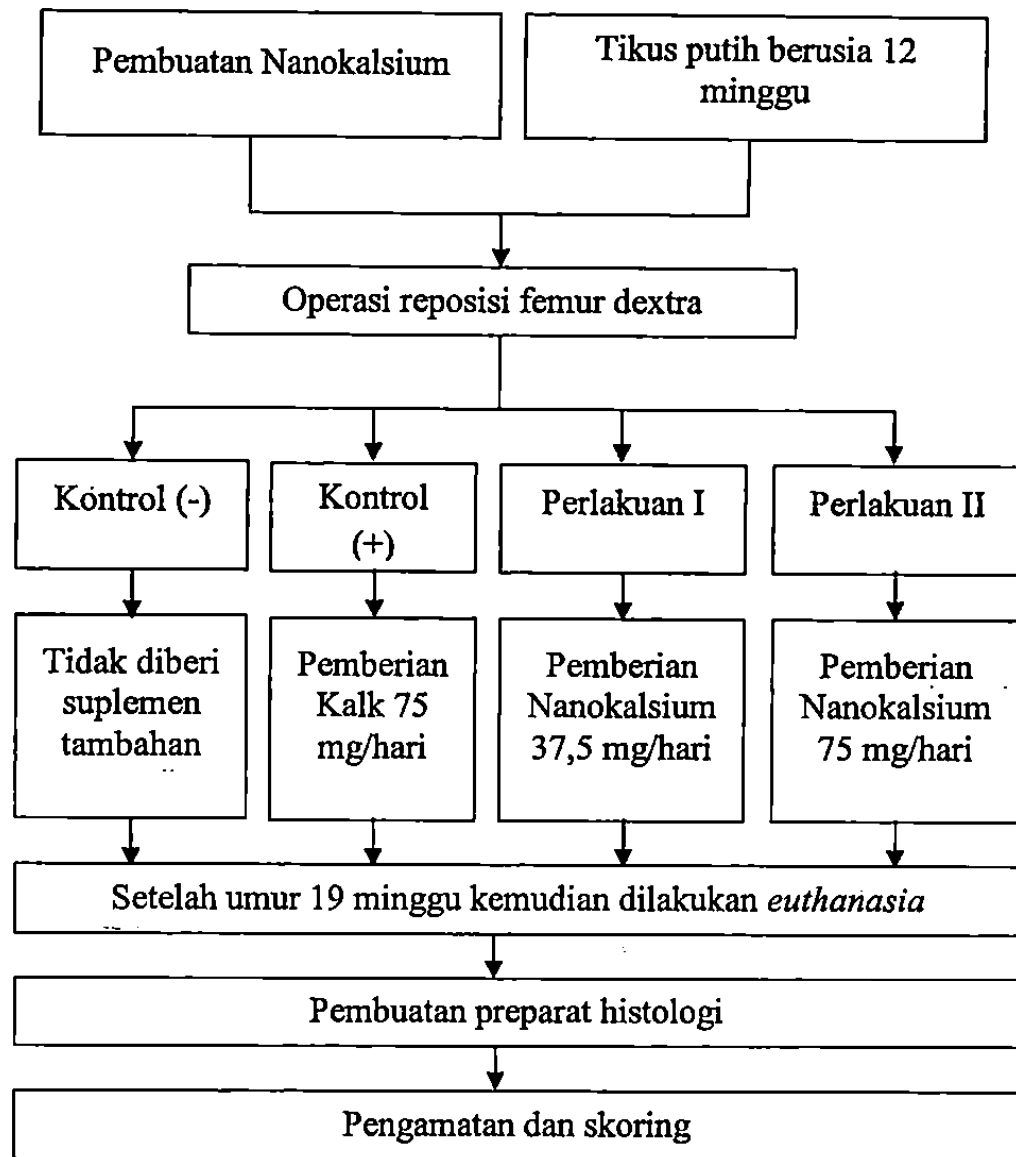 Pembuatan Nanokalsium
Tikus putih berusia 12
minggu
Operasi reposisi femur dextra
Kontrol (-)
Kontrol
(+)
Perlakuan I
Perlakuan II
Tidak diberi
suplemen
tambahan
Pemberian
Kalk 75
mg/hari
Pemberian
Nanokalsium
37,5 mg/hari
Pemberian
Nanokalsium
75 mg/hari
Setelah umur 19 minggu kemudian dilakukan euthanasia
Pembuatan preparat histologi
Pengamatan dan skoring